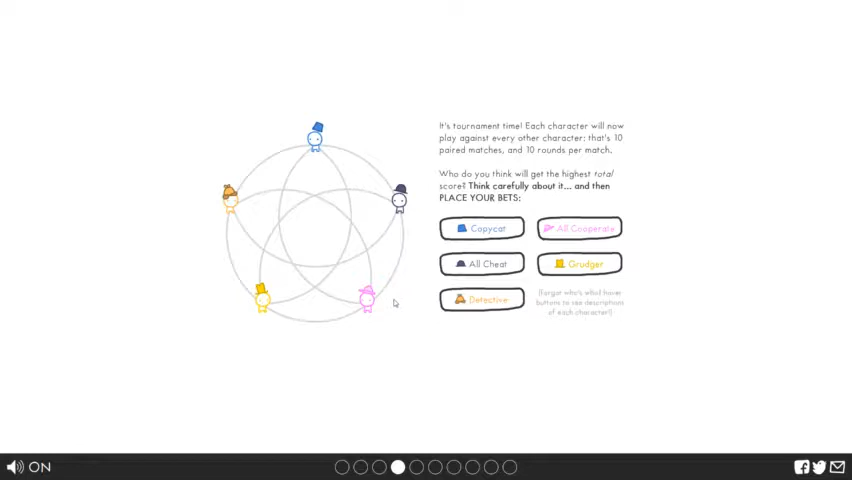 It's tournament time! Each character will now
play against every other character: that's 10
paired matches, and 10 rounds per match.
Who do you think will get the highest total
score? Think carefully about it... and then
PLACE YOUR BETS:
Copycat
All Cooperate
All Cheat
Grudger
Detective
(Forgot who's who? Hover
buttons to see descriptions
of each character!)
ON